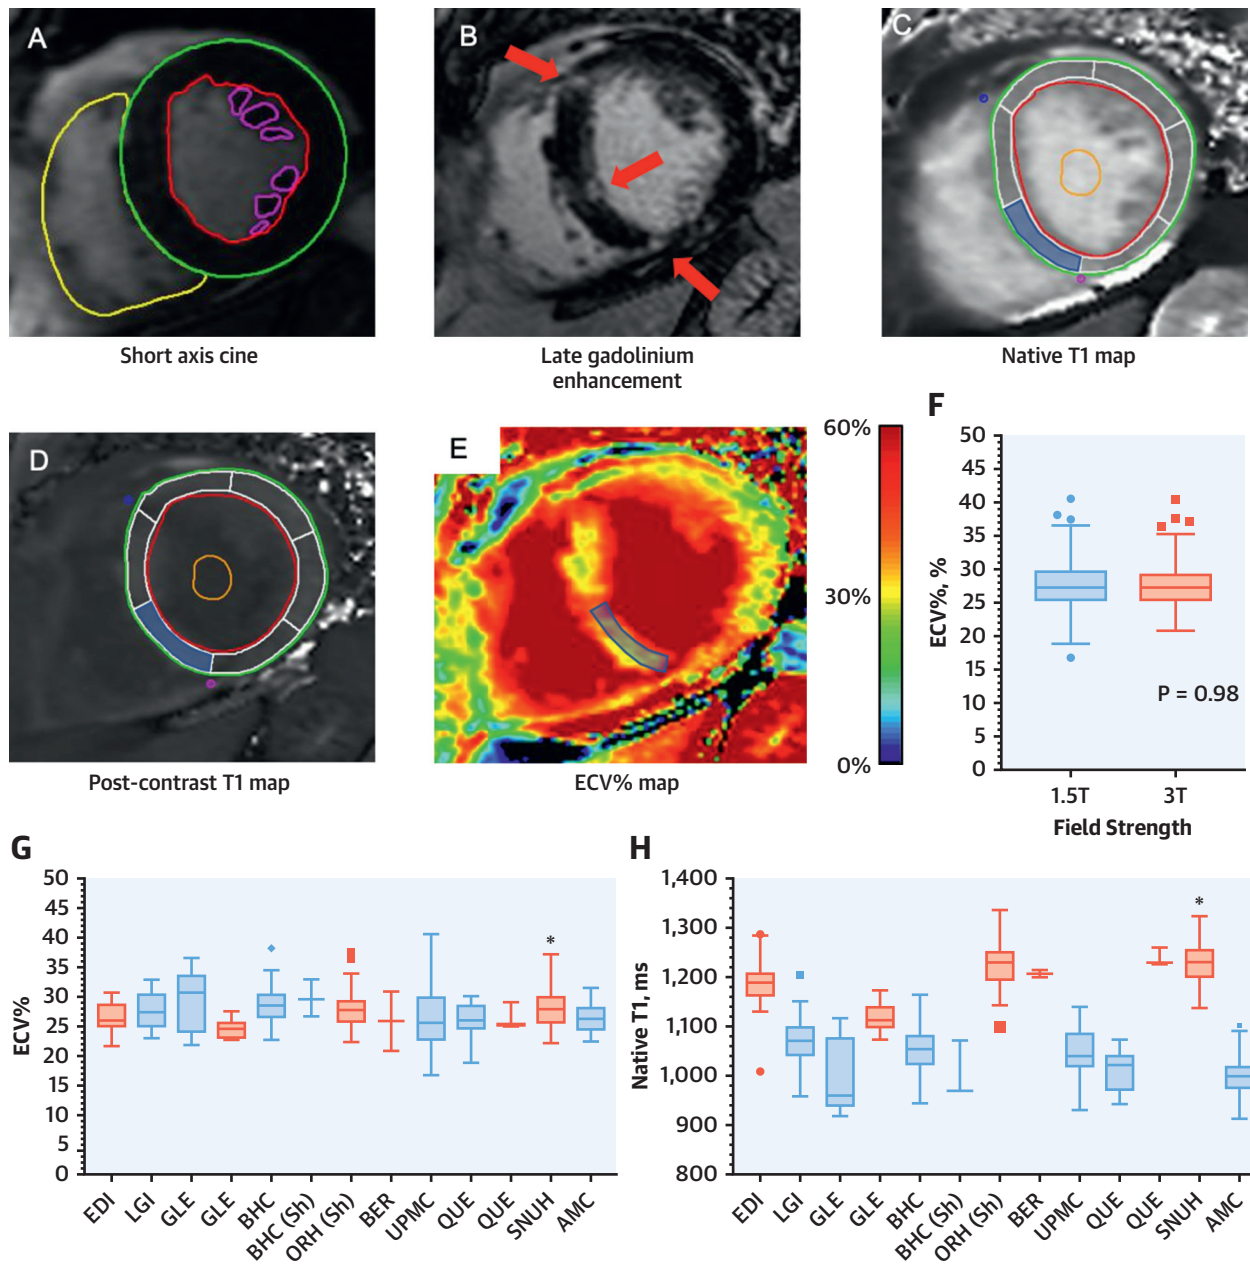 A
Short axis cine
B
Late gadolinium
enhancement
C
Native T1 map
D
Post-contrast T1 map
E
ECV% map
60%
30%
0%
F
ECV%, %
50
45
40
35
30
25
20
15
10
5
0
P = 0.98
1.5T
3T
Field Strength
G
ECV%
50
45
40
35
30
25
20
15
10
5
0
*
EDI
LGI
GLE
GLE
BHC
BHC (Sh)
ORH (Sh)
BER
UPMC
QUE
QUE
SNUH
AMC
H
Native T1, ms
1,400
1,300
1,200
1,100
1,000
900
800
*
EDI
LGI
GLE
GLE
BHC
BHC (Sh)
ORH (Sh)
BER
UPMC
QUE
QUE
SNUH
AMC